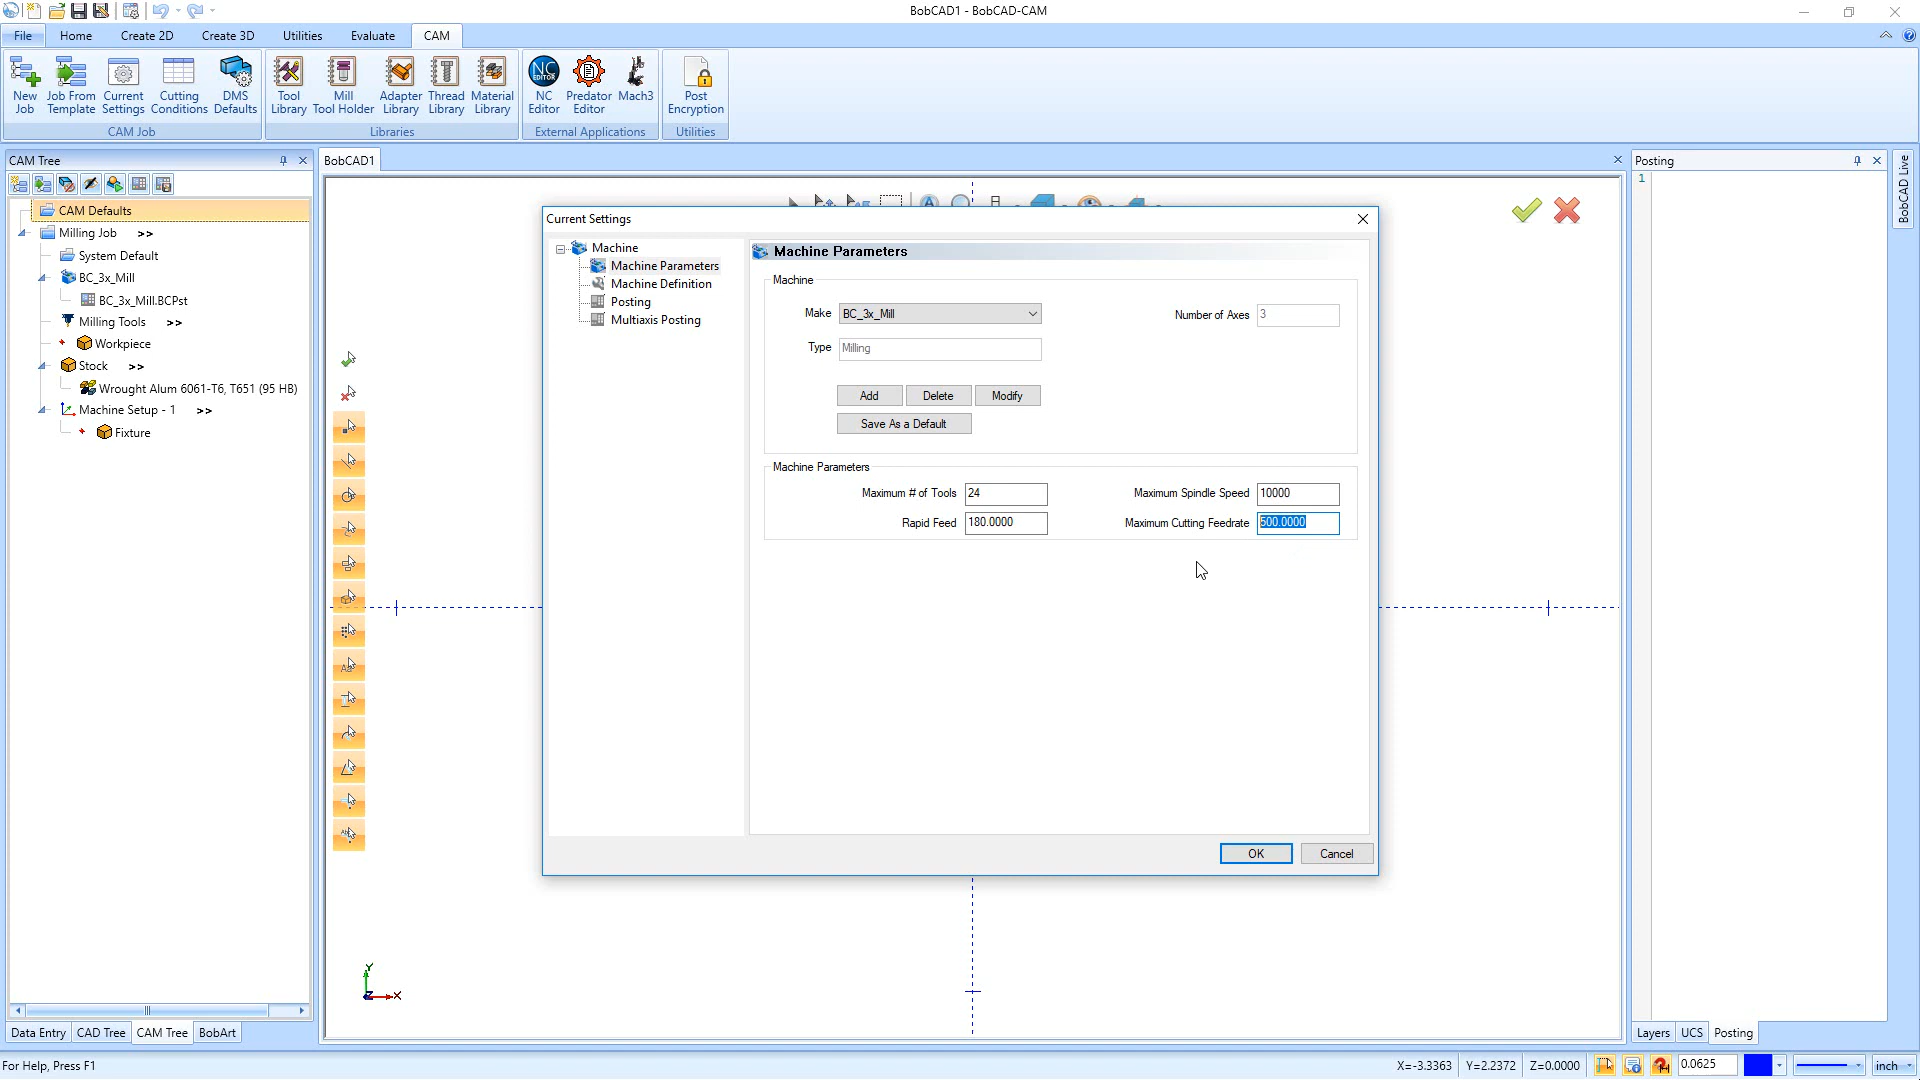 BobCAD1 - BobCAD-CAM
File Home Create 2D Create 3D Utilities Evaluate CAM
New Job
Job From Template
Current Settings
Cutting Conditions
DMS Defaults
Tool Library
Mill Tool Holder
Adapter Library
Thread Library
Material Library
NC EDITOR
NC Editor
Predator Editor
Mach3
Post Encryption
CAM Job
Libraries
External Applications
Utilities
CAM Tree
BobCAD1
Posting
BobCAD Live
1
CAM Defaults
Milling Job >>
System Default
BC_3x_Mill
BC_3x_Mill.BCPst
Milling Tools >>
Workpiece
Stock >>
Wrought Alum 6061-T6, T651 (95 HB)
Machine Setup - 1 >>
Fixture
Current Settings
Machine
Machine Parameters
Machine Definition
Posting
Multiaxis Posting
Machine Parameters
Machine
Make BC_3x_Mill
Number of Axes 3
Type Milling
Add Delete Modify
Save As a Default
Machine Parameters
Maximum # of Tools 24
Maximum Spindle Speed 10000
Rapid Feed 180.0000
Maximum Cutting Feedrate 500.0000
OK Cancel
Y
Z X
Data Entry CAD Tree CAM Tree BobArt
Layers UCS Posting
For Help, Press F1
X=-3.3363 Y=2.2372 Z=0.0000
0.0625
inch